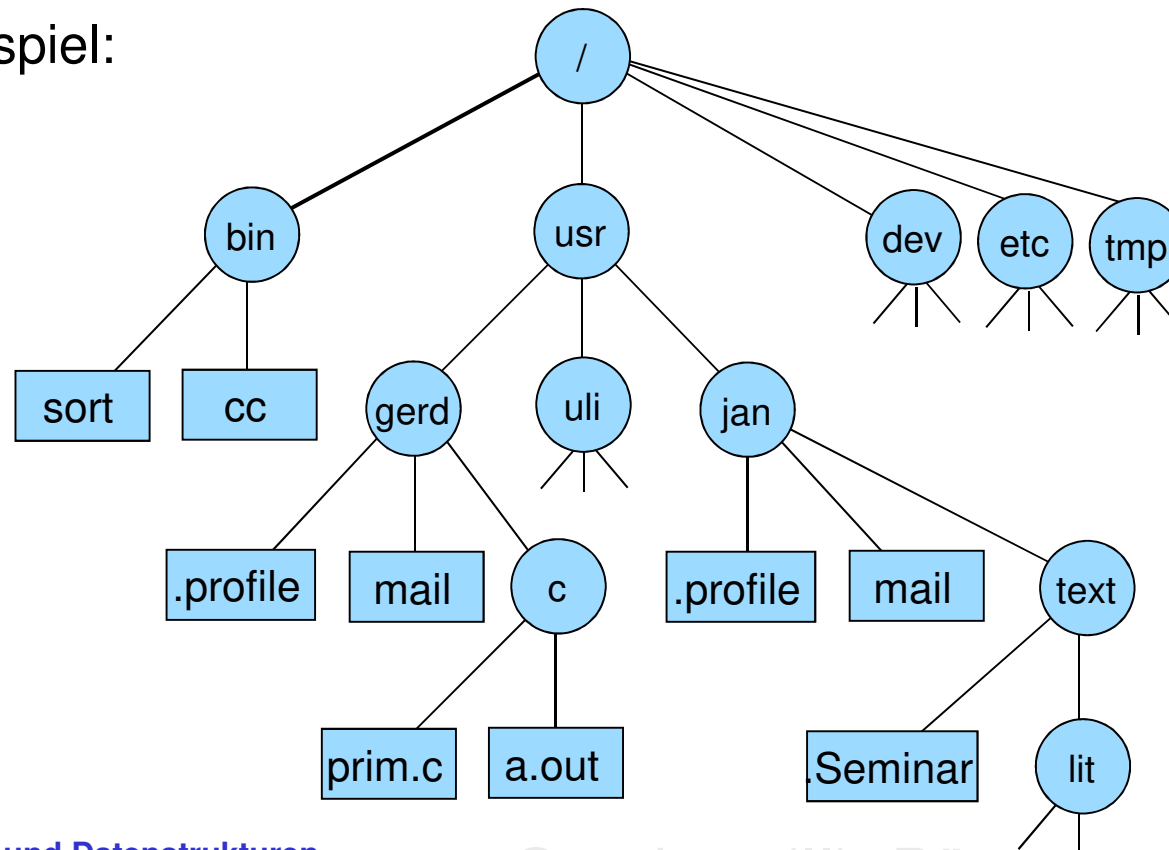 spiel:
/
bin
usr
dev
etc
tmp
sort
cc
gerd
uli
jan
.profile
mail
c
.profile
mail
text
prim.c
a.out
.Seminar
lit
und Datenstrukturen